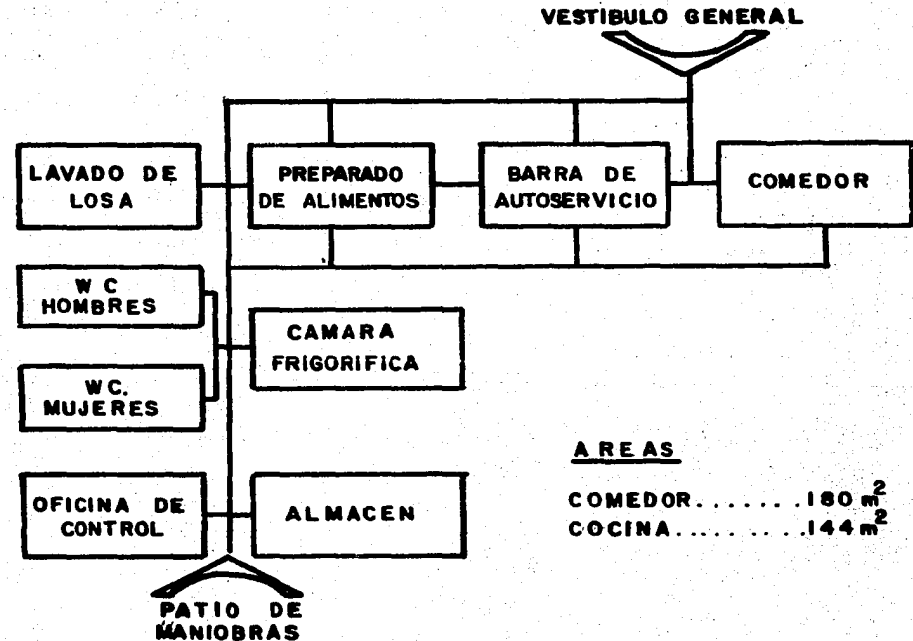 VESTIBULO GENERAL
LAVADO DE
LOSA
PREPARADO
DE ALIMENTOS
BARRA DE
AUTOSERVICIO
COMEDOR
W C
HOMBRES
CAMARA
FRIGORIFICA
WC.
MUJERES
OFICINA DE
CONTROL
ALMACEN
AREAS
COMEDOR.......180 m²
COCINA.........144 m²
PATIO DE
MANIOBRAS